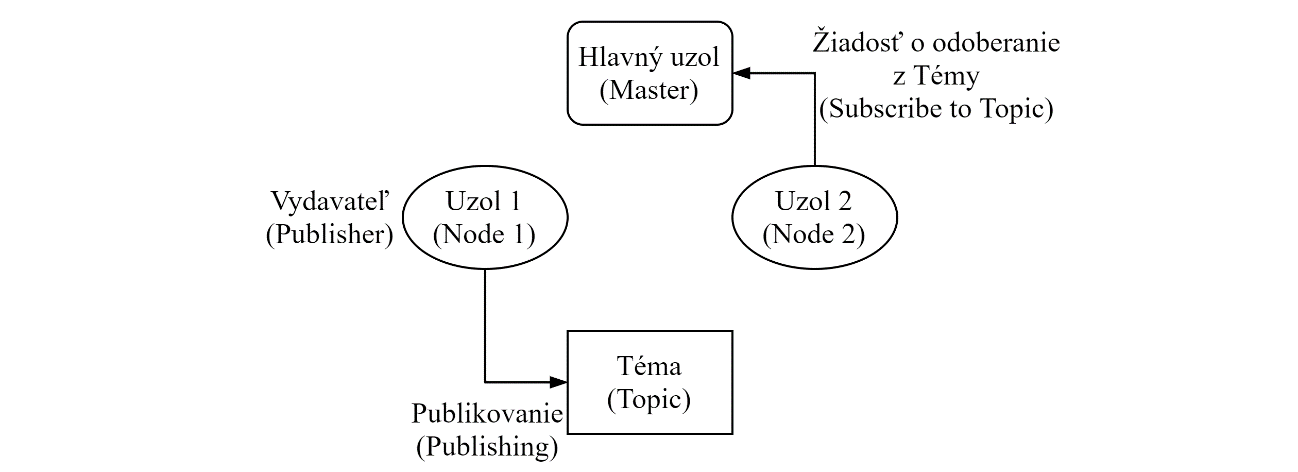 Hlavný uzol
(Master)
Žiadosť o odoberanie
z Témy
(Subscribe to Topic)
Vydavateľ
(Publisher)
Uzol 1
(Node 1)
Uzol 2
(Node 2)
Téma
(Topic)
Publikovanie
(Publishing)